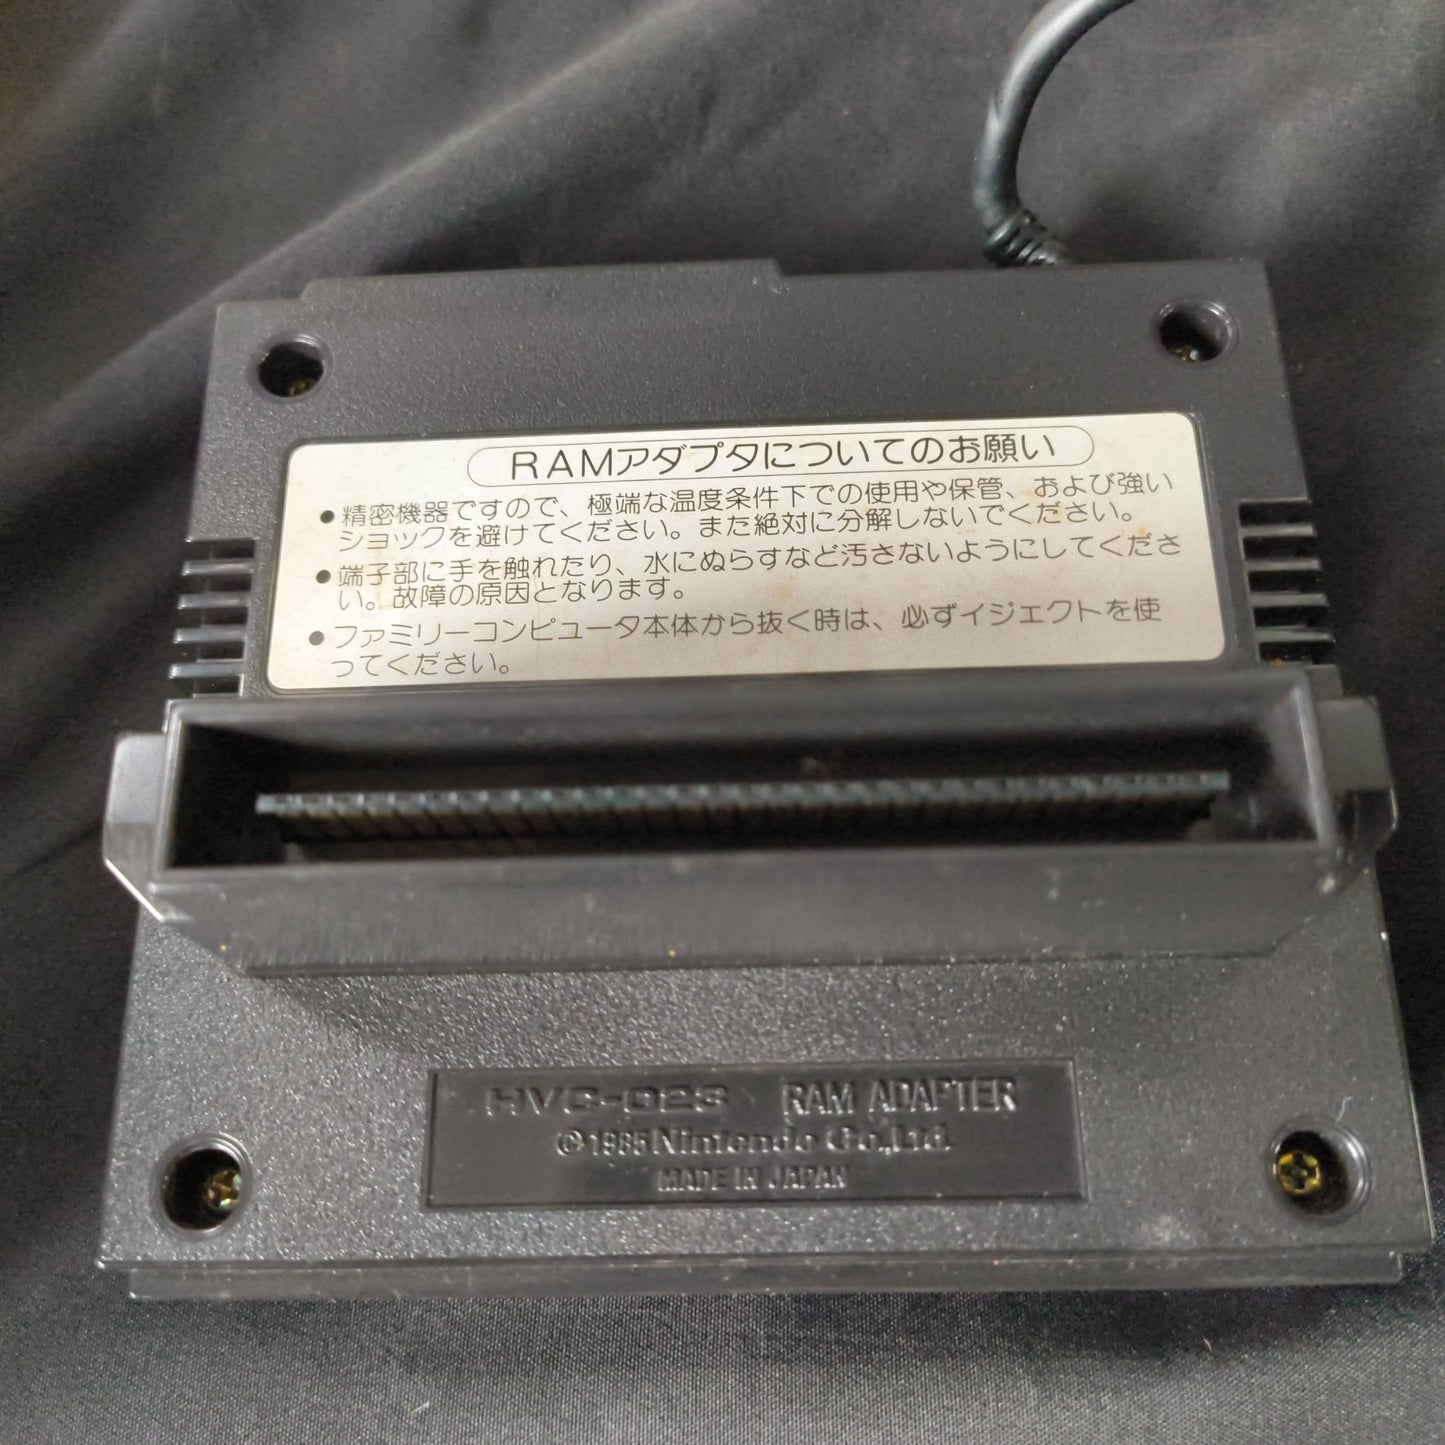 RAMアダプタについてのお願い
●精密機器ですので、極端な温度条件下での使用や保管、および強い
ショックを避けてください。また絶対に分解しないでください。
●端子部に手を触れたり、水にぬらすなど汚さないようにしてくださ
い。故障の原因となります。
●ファミリーコンピュータ本体から抜く時は、必ずイジェクトを使
ってください。
HVC-023 RAM ADAPTER
©1985 Nintendo Co.,Ltd.
MADE IN JAPAN